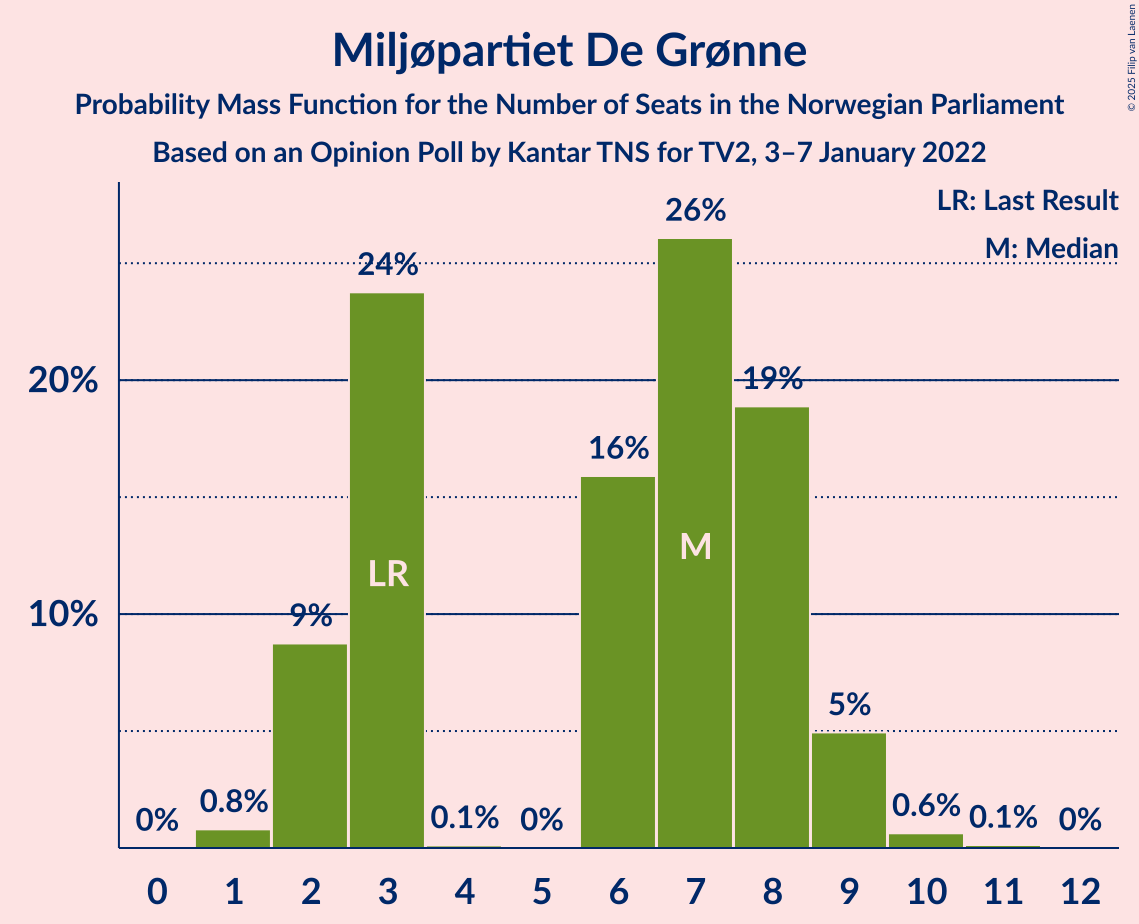 Miljøpartiet De Grønne
Probability Mass Function for the Number of Seats in the Norwegian Parliament
Based on an Opinion Poll by Kantar TNS for TV2, 3–7 January 2022
© 2025 Filip van Laenen
LR: Last Result
M: Median
26%
24%
20%
19%
16%
M
LR
10%
9%
5%
0%
0.8%
0.1%
0%
0.6%
0.1%
0%
0 1 2 3 4 5 6 7 8 9 10 11 12